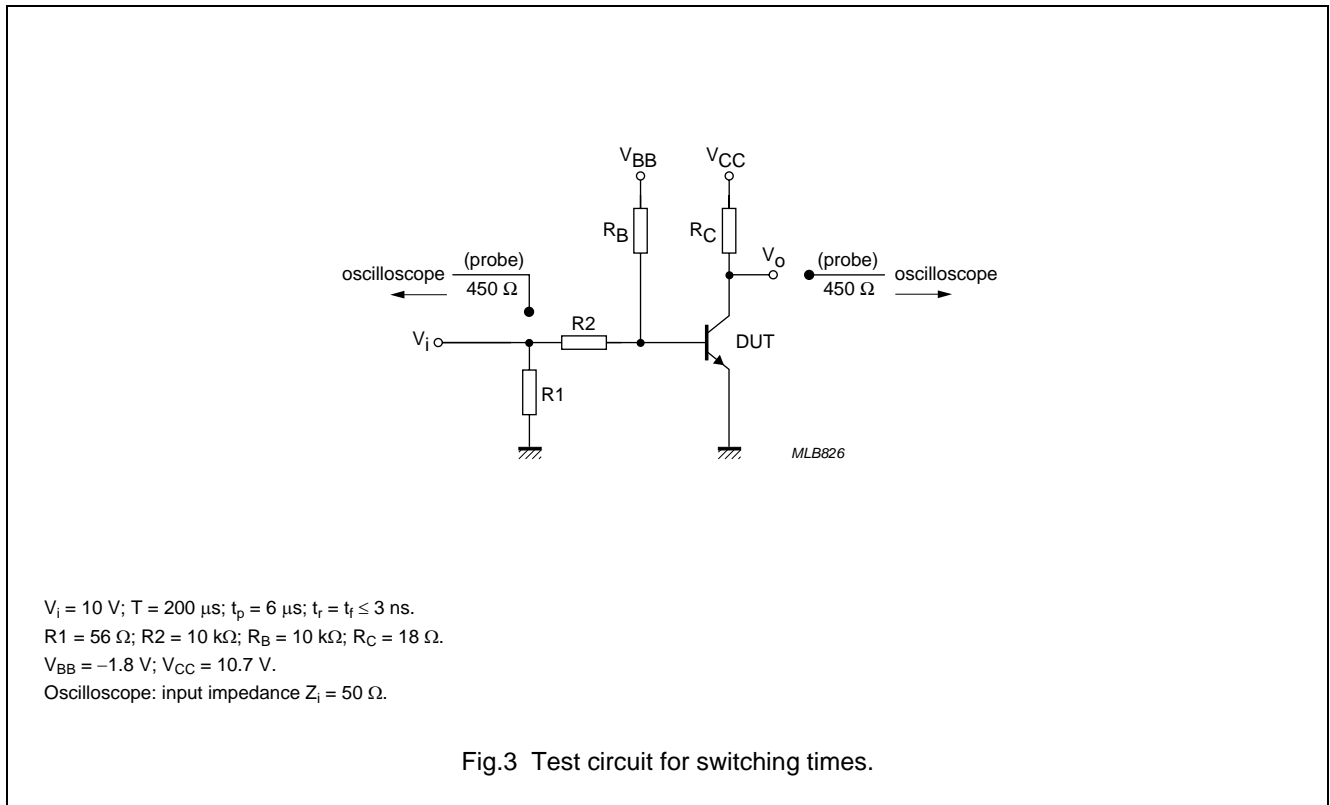 V_BB V_CC
R_B R_C
V_o
oscilloscope (probe) 450 Ω
(probe) 450 Ω oscilloscope
R2
V_i
DUT
R1
MLB826
V_i = 10 V; T = 200 μs; t_p = 6 μs; t_r = t_f ≤ 3 ns.
R1 = 56 Ω; R2 = 10 kΩ; R_B = 10 kΩ; R_C = 18 Ω.
V_BB = −1.8 V; V_CC = 10.7 V.
Oscilloscope: input impedance Z_i = 50 Ω.
Fig.3 Test circuit for switching times.